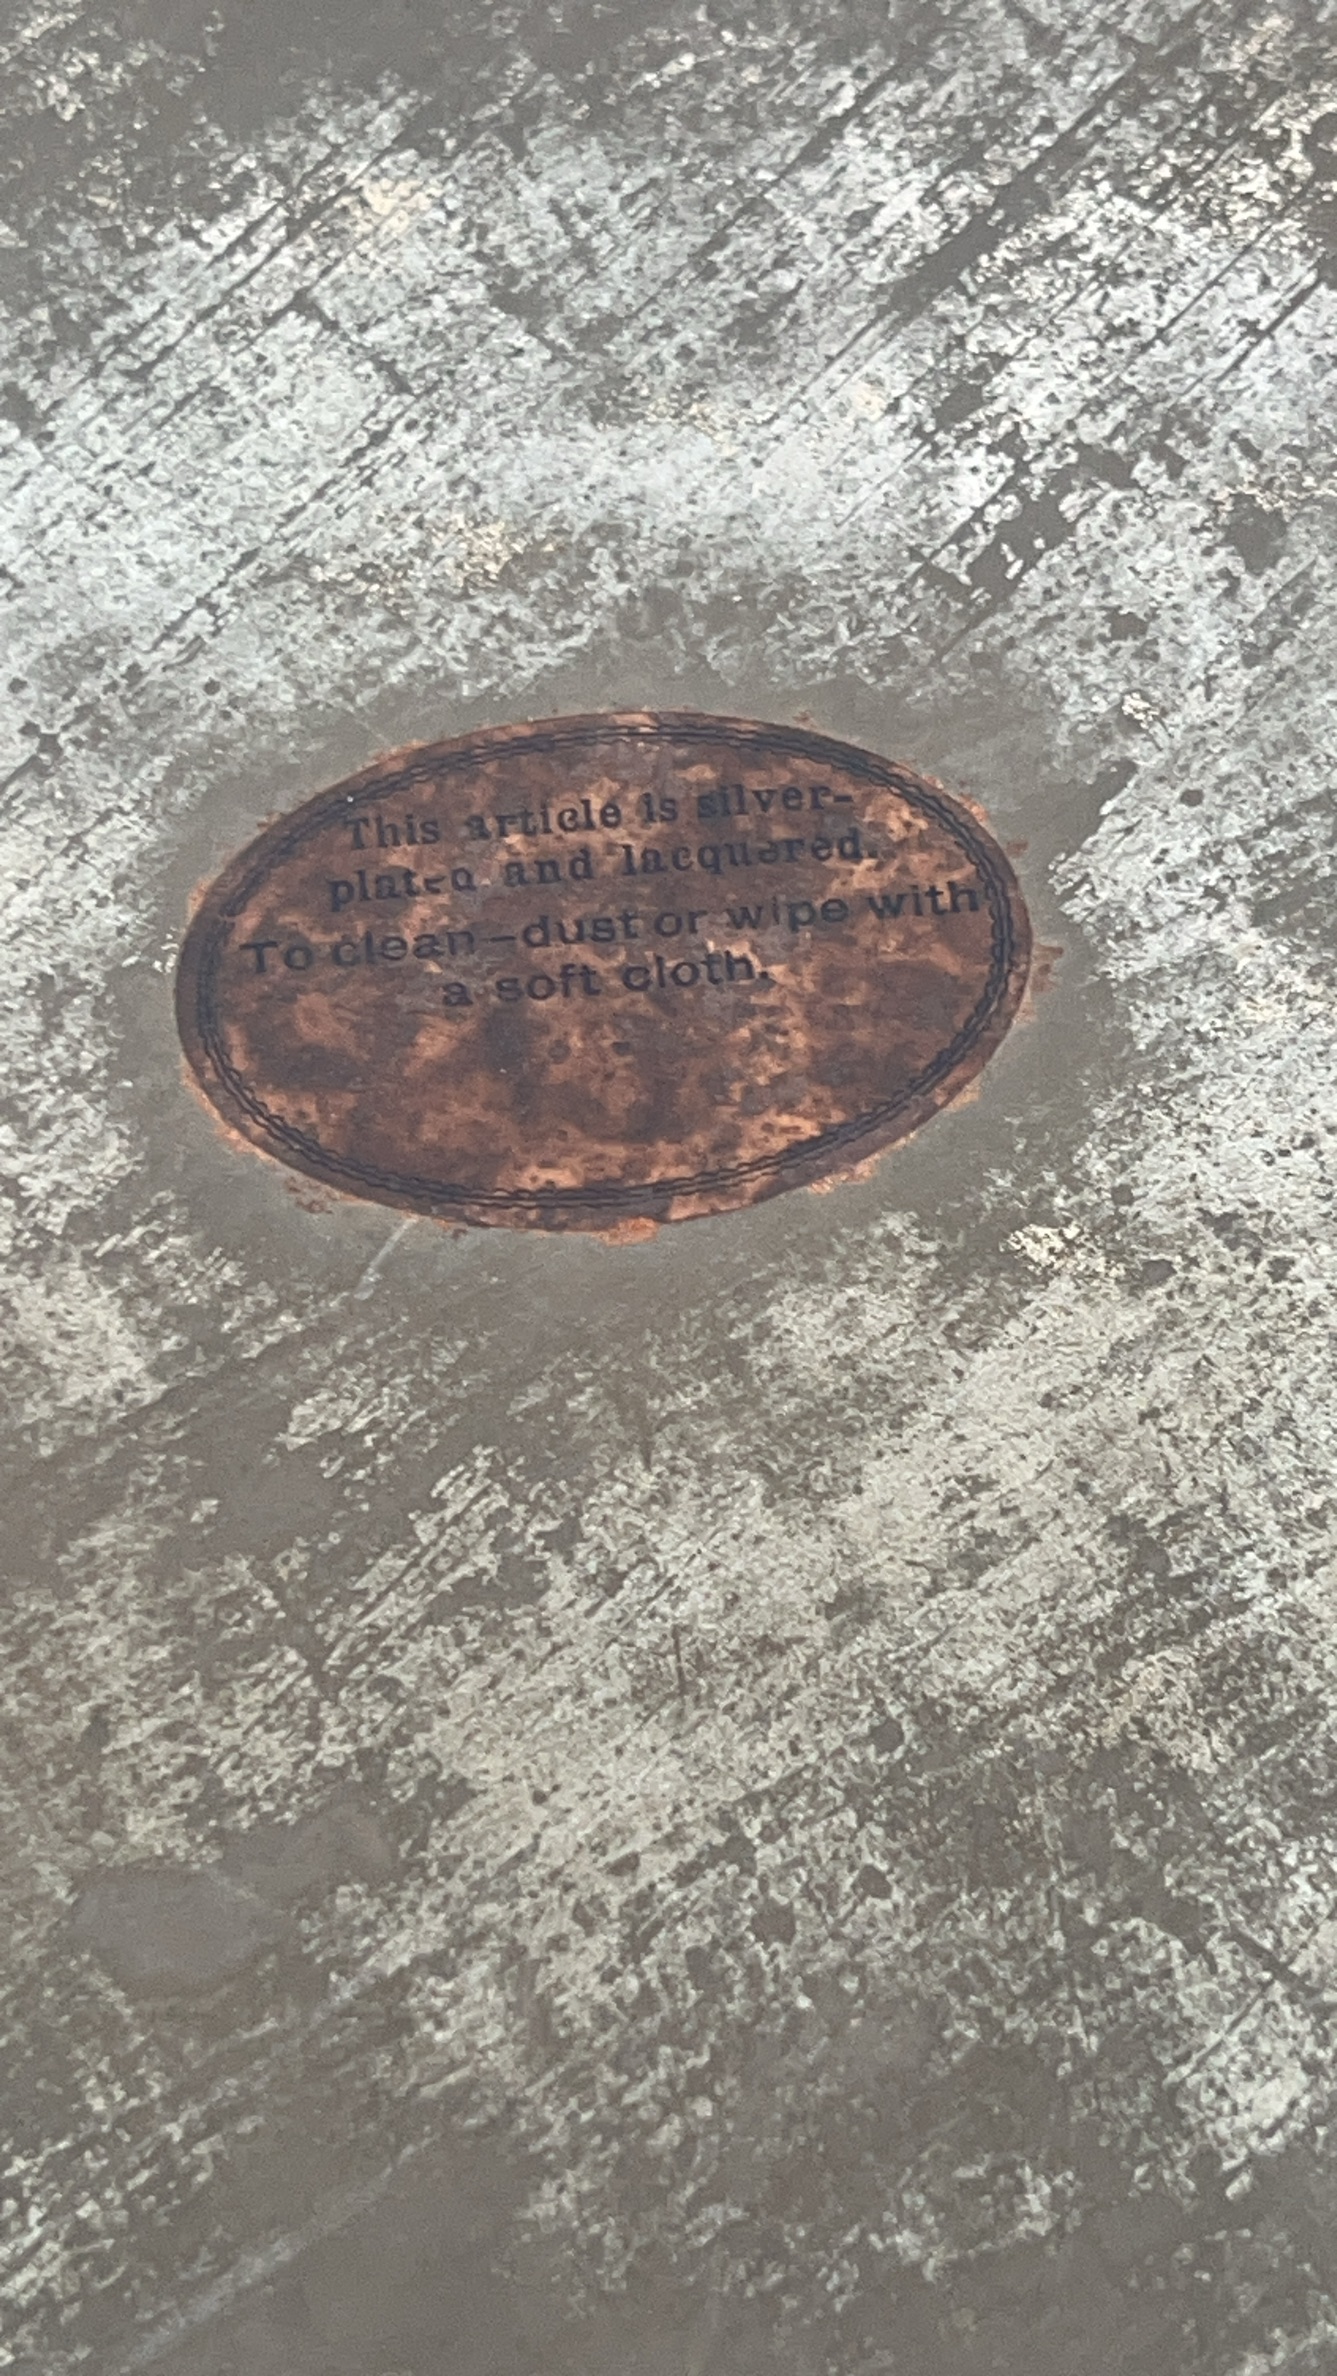 This article is silver-
plated and lacquered.
To clean-dust or wipe with
a soft cloth.